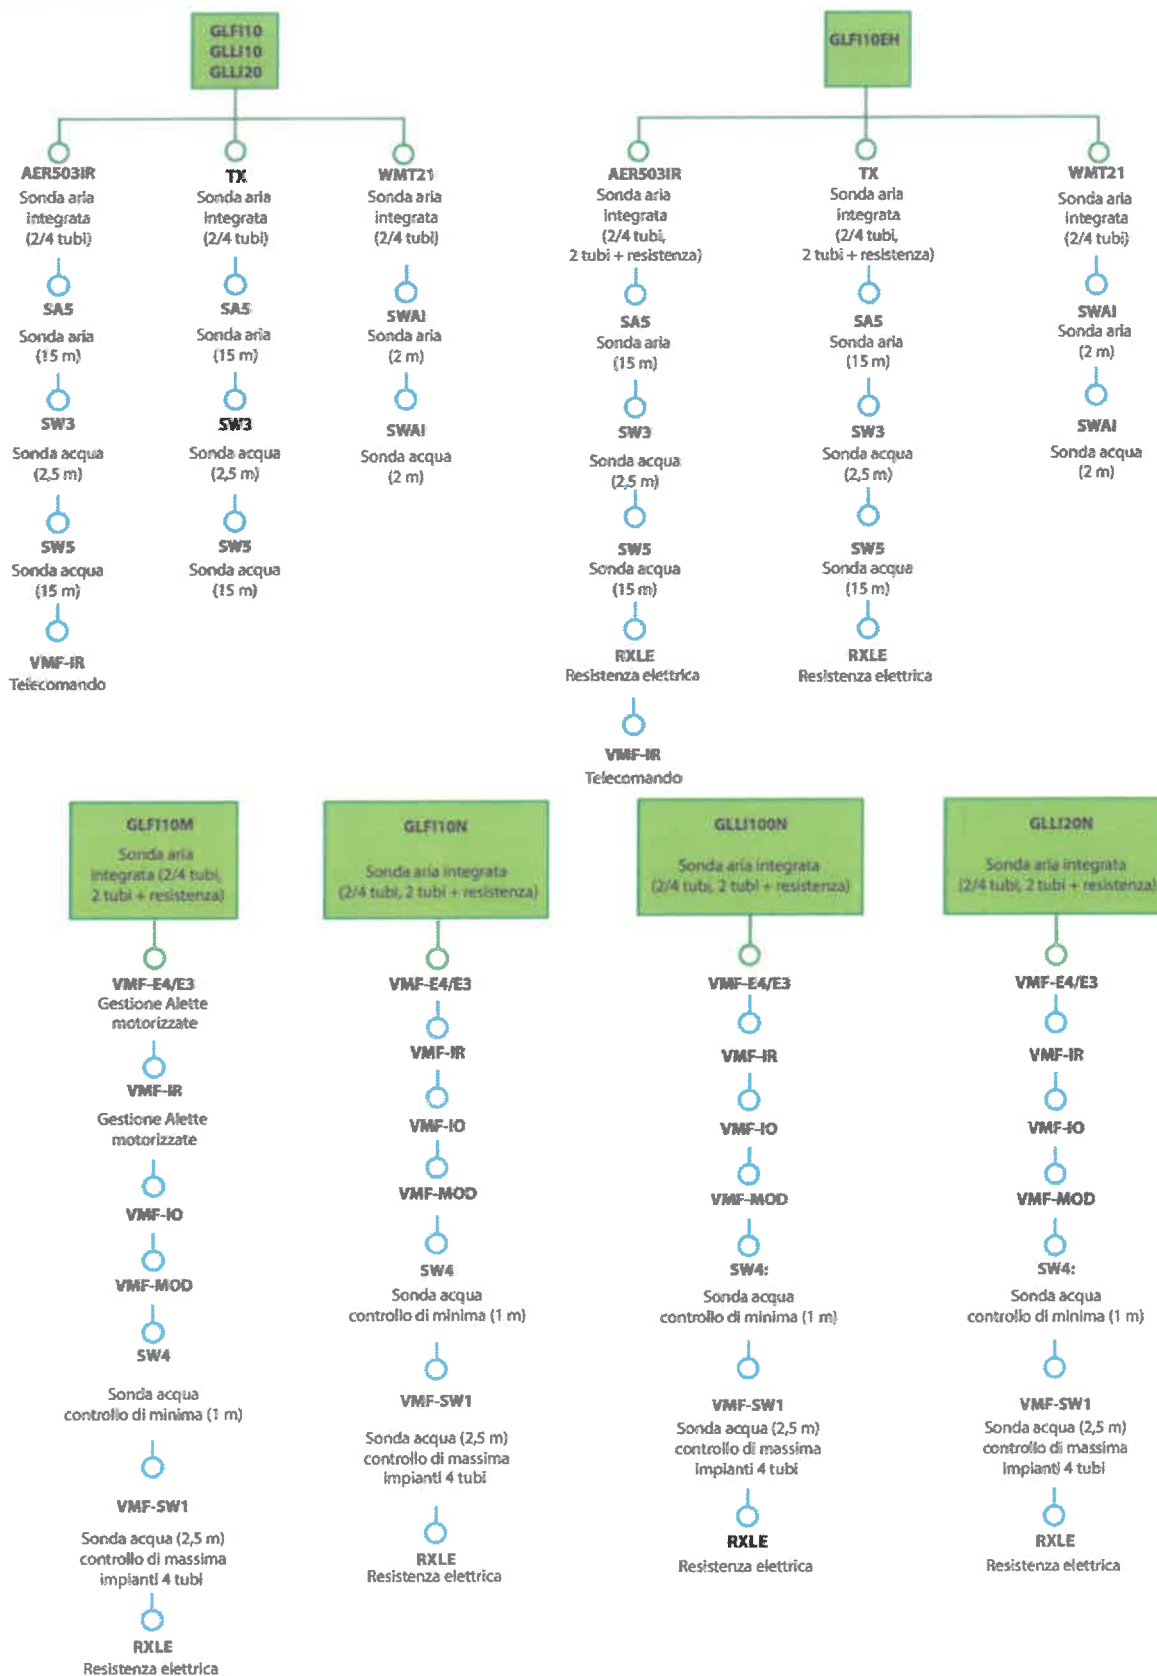 GLFI10
GLLI10
GLLI20
AER503IR
Sonda aria
integrata
(2/4 tubi)
SA5
Sonda aria
(15 m)
SW3
Sonda acqua
(2,5 m)
SW5
Sonda acqua
(15 m)
VMF-IR
Telecomando
TX
Sonda aria
integrata
(2/4 tubi)
SA5
Sonda aria
(15 m)
SW3
Sonda acqua
(2,5 m)
SW5
Sonda acqua
(15 m)
WMT21
Sonda aria
integrata
(2/4 tubi)
SWAI
Sonda aria
(2 m)
SWAI
Sonda acqua
(2 m)
GLFI10EH
AER503IR
Sonda aria
integrata
(2/4 tubi,
2 tubi + resistenza)
SA5
Sonda aria
(15 m)
SW3
Sonda acqua
(2,5 m)
SW5
Sonda acqua
(15 m)
RXLE
Resistenza elettrica
VMF-IR
Telecomando
TX
Sonda aria
integrata
(2/4 tubi,
2 tubi + resistenza)
SA5
Sonda aria
(15 m)
SW3
Sonda acqua
(2,5 m)
SW5
Sonda acqua
(15 m)
RXLE
Resistenza elettrica
WMT21
Sonda aria
integrata
(2/4 tubi)
SWAI
Sonda aria
(2 m)
SWAI
Sonda acqua
(2 m)
GLFI10M
Sonda aria
integrata (2/4 tubi,
2 tubi + resistenza)
VMF-E4/E3
Gestione Alette
motorizzate
VMF-IR
Gestione Alette
motorizzate
VMF-IO
VMF-MOD
SW4
Sonda acqua
controllo di minima (1 m)
VMF-SW1
Sonda acqua (2,5 m)
controllo di massima
impianti 4 tubi
RXLE
Resistenza elettrica
GLFI10N
Sonda aria integrata
(2/4 tubi, 2 tubi + resistenza)
VMF-E4/E3
VMF-IR
VMF-IO
VMF-MOD
SW4
Sonda acqua
controllo di minima (1 m)
VMF-SW1
Sonda acqua (2,5 m)
controllo di massima
impianti 4 tubi
RXLE
Resistenza elettrica
GLLI100N
Sonda aria integrata
(2/4 tubi, 2 tubi + resistenza)
VMF-E4/E3
VMF-IR
VMF-IO
VMF-MOD
SW4:
Sonda acqua
controllo di minima (1 m)
VMF-SW1
Sonda acqua (2,5 m)
controllo di massima
impianti 4 tubi
RXLE
Resistenza elettrica
GLLI20N
Sonda aria integrata
(2/4 tubi, 2 tubi + resistenza)
VMF-E4/E3
VMF-IR
VMF-IO
VMF-MOD
SW4:
Sonda acqua
controllo di minima (1 m)
VMF-SW1
Sonda acqua (2,5 m)
controllo di massima
impianti 4 tubi
RXLE
Resistenza elettrica